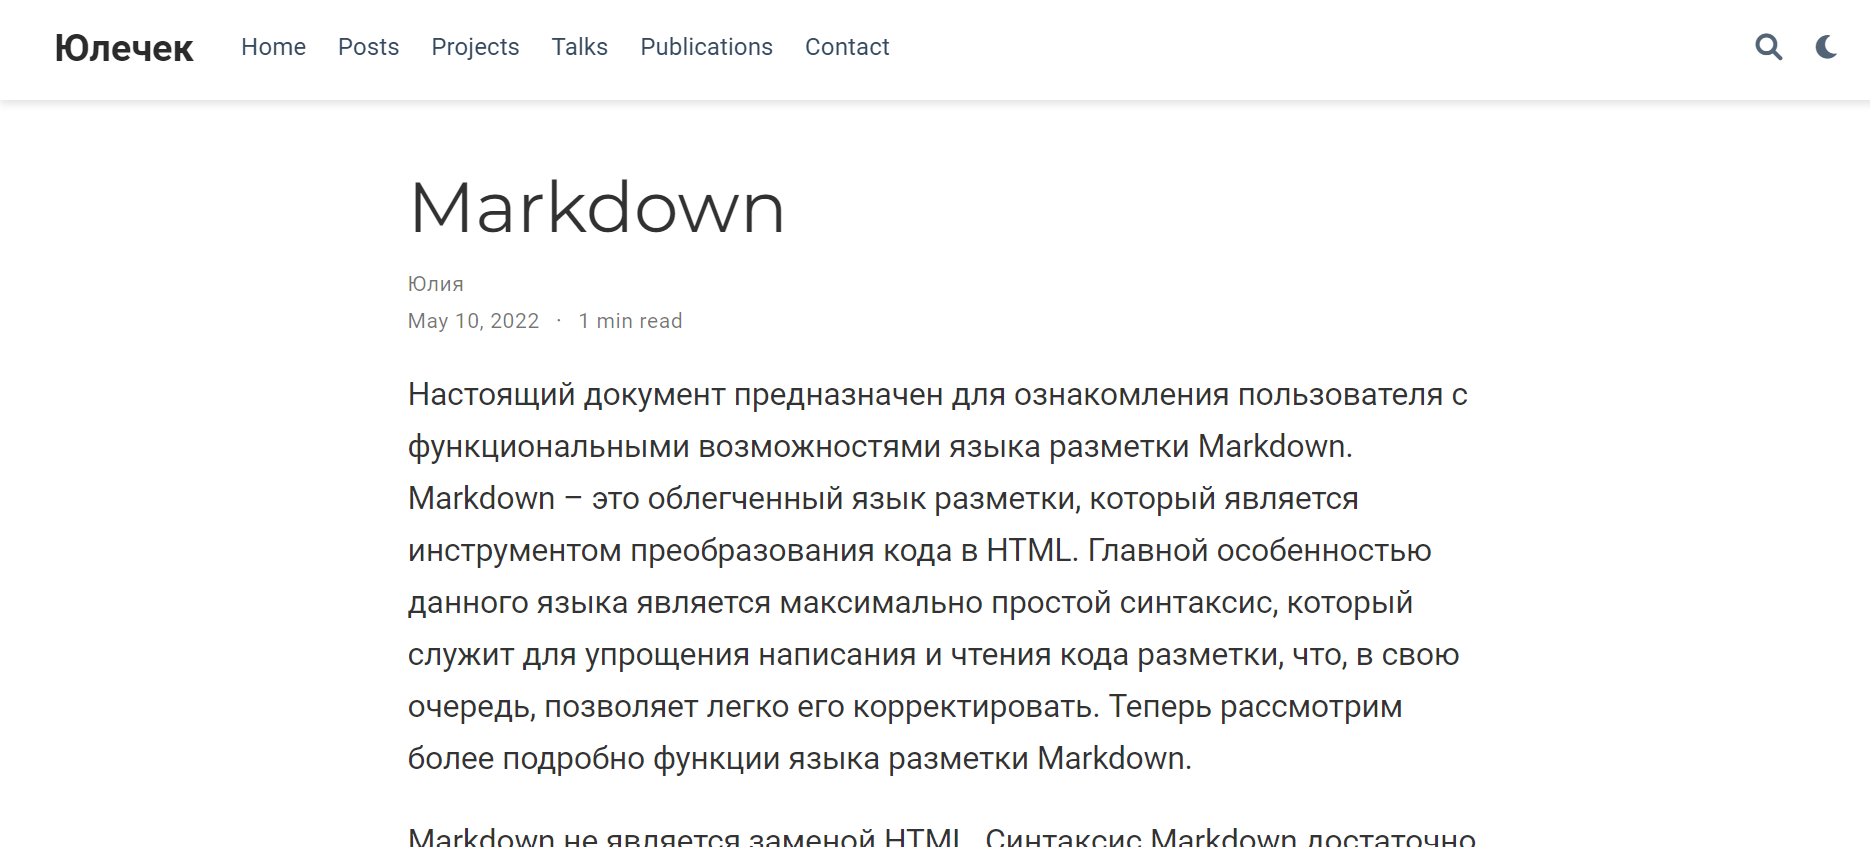 Юлечек Home Posts Projects Talks Publications Contact
Markdown
Юлия
May 10, 2022 · 1 min read
Настоящий документ предназначен для ознакомления пользователя с
функциональными возможностями языка разметки Markdown.
Markdown – это облегченный язык разметки, который является
инструментом преобразования кода в HTML. Главной особенностью
данного языка является максимально простой синтаксис, который
служит для упрощения написания и чтения кода разметки, что, в свою
очередь, позволяет легко его корректировать. Теперь рассмотрим
более подробно функции языка разметки Markdown.
Markdown не является заменой HTML. Синтаксис Markdown достаточно